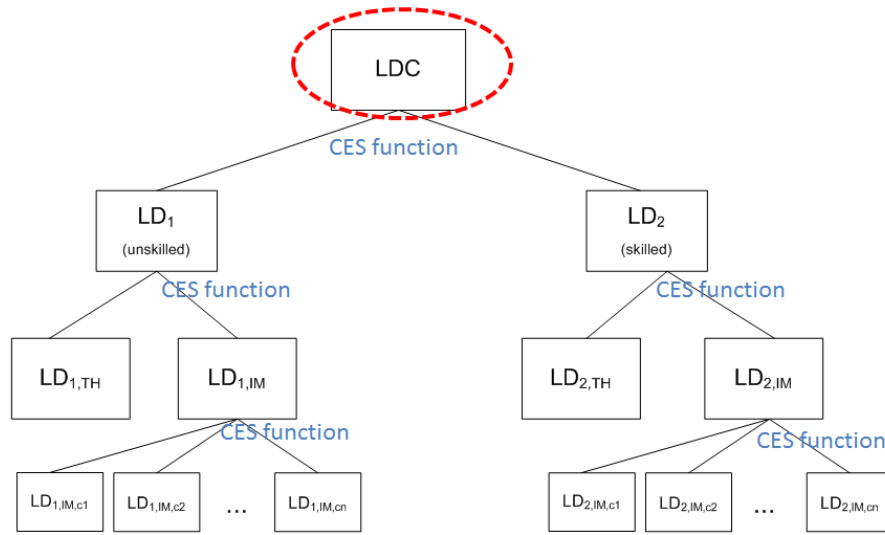 LDC
CES function
LD₁
(unskilled)
LD₂
(skilled)
CES function
CES function
LD₁,TH
LD₁,IM
LD₂,TH
LD₂,IM
CES function
CES function
LD₁,IM,c1
LD₁,IM,c2
...
LD₁,IM,cn
LD₂,IM,c1
LD₂,IM,c2
...
LD₂,IM,cn